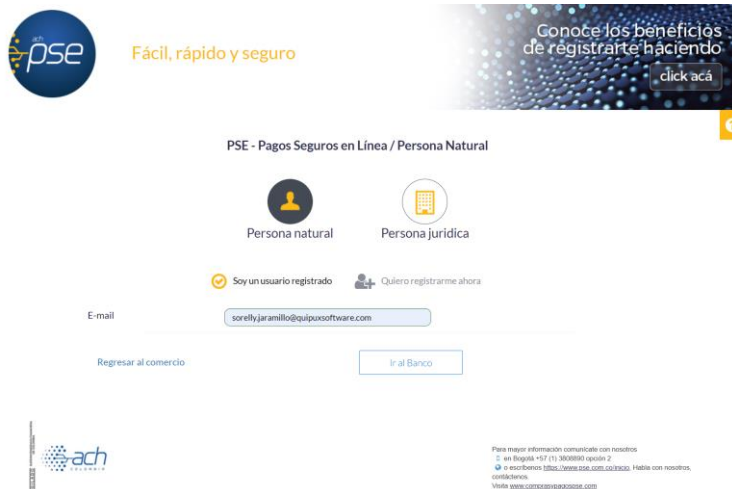 ach
pse
Fácil, rápido y seguro
Conoce los beneficios
de registrarte haciendo
click acá
PSE - Pagos Seguros en Línea / Persona Natural
Persona natural
Persona juridica
Soy un usuario registrado
Quiero registrarme ahora
E-mail
sorelly.jaramillo@quipuxsoftware.com
Regresar al comercio
Ir al Banco
ach
COLOMBIA
Para mayor información comunícate con nosotros
en Bogotá +57 (1) 3808890 opción 2
o escríbenos https://www.pse.com.co/inicio. Habla con nosotros,
contáctenos.
Visita www.comprasypagospse.com